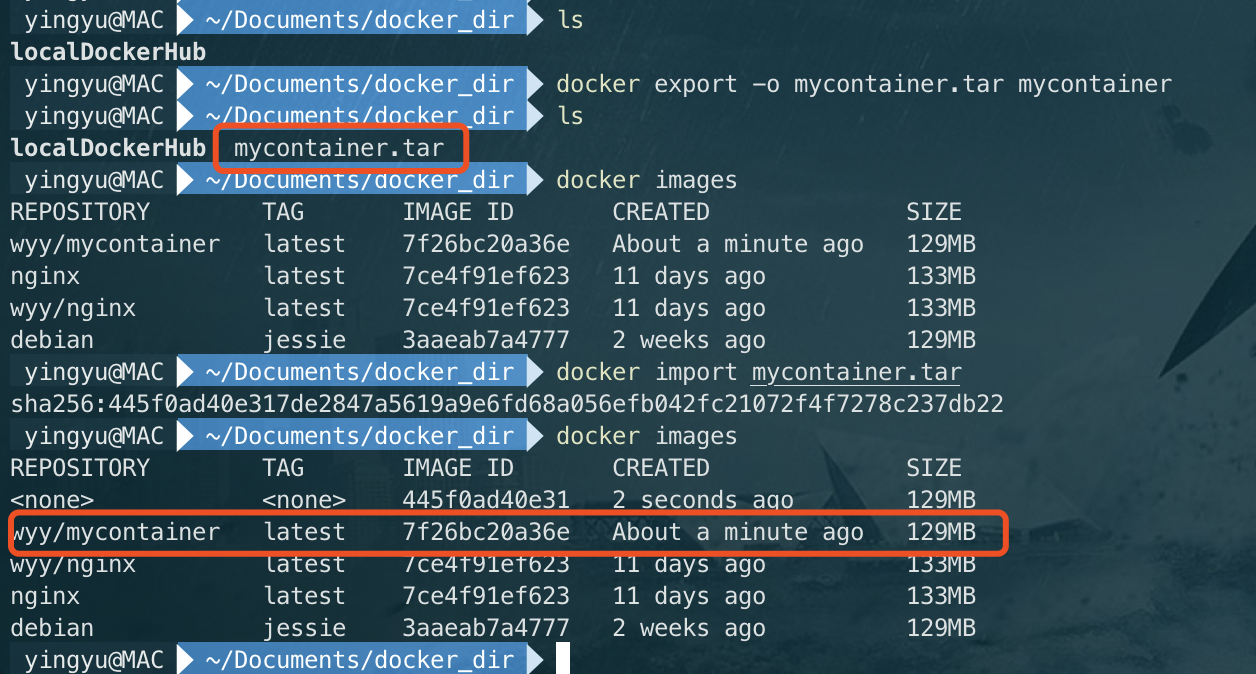 yingyu@MAC ~/Documents/docker_dir ls
localDockerHub
yingyu@MAC ~/Documents/docker_dir docker export -o mycontainer.tar mycontainer
yingyu@MAC ~/Documents/docker_dir ls
localDockerHub mycontainer.tar
yingyu@MAC ~/Documents/docker_dir docker images
REPOSITORY TAG IMAGE ID CREATED SIZE
wyy/mycontainer latest 7f26bc20a36e About a minute ago 129MB
nginx latest 7ce4f91ef623 11 days ago 133MB
wyy/nginx latest 7ce4f91ef623 11 days ago 133MB
debian jessie 3aaeab7a4777 2 weeks ago 129MB
yingyu@MAC ~/Documents/docker_dir docker import mycontainer.tar
sha256:445f0ad40e317de2847a5619a9e6fd68a056efb042fc21072f4f7278c237db22
yingyu@MAC ~/Documents/docker_dir docker images
REPOSITORY TAG IMAGE ID CREATED SIZE
<none> <none> 445f0ad40e31 2 seconds ago 129MB
wyy/mycontainer latest 7f26bc20a36e About a minute ago 129MB
wyy/nginx latest 7ce4f91ef623 11 days ago 133MB
nginx latest 7ce4f91ef623 11 days ago 133MB
debian jessie 3aaeab7a4777 2 weeks ago 129MB
yingyu@MAC ~/Documents/docker_dir